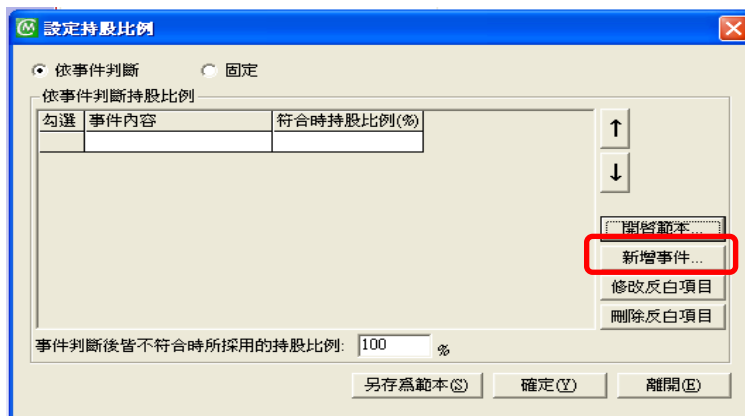 設定持股比例
依事件判斷 固定
依事件判斷持股比例
勾選 事件內容 符合時持股比例(%)
↑
↓
開啓範本...
新增事件...
修改反白項目
刪除反白項目
事件判斷後皆不符合時所採用的持股比例: 100 %
另存爲範本(S) 確定(Y) 離開(E)